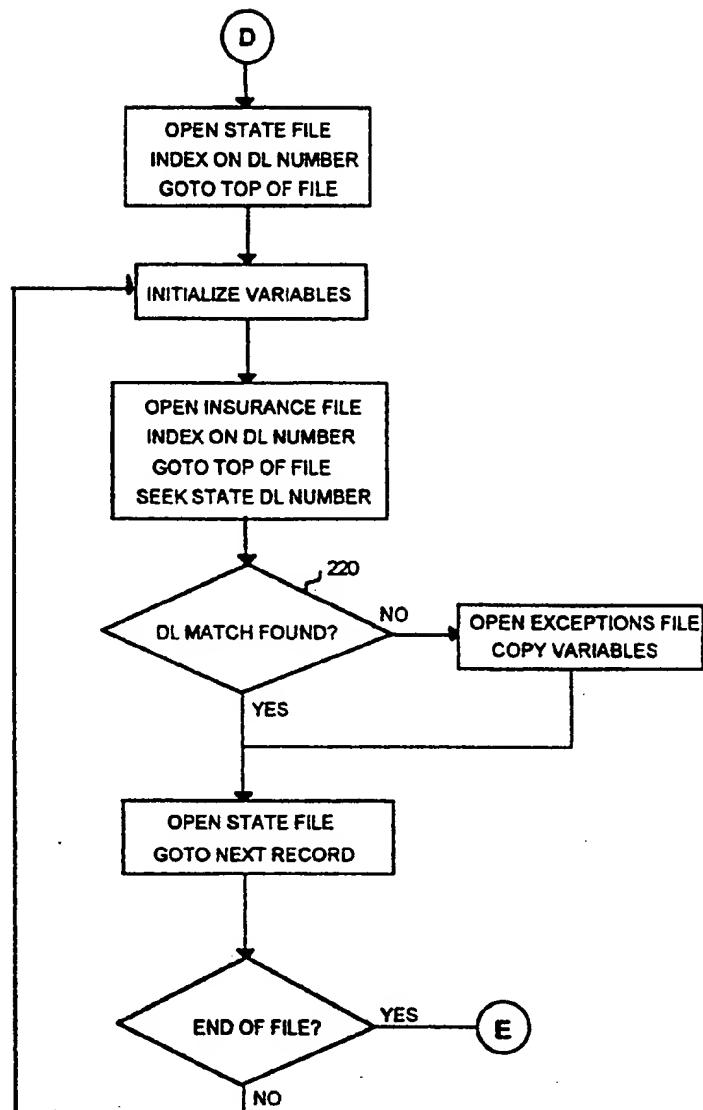 D
OPEN STATE FILE
INDEX ON DL NUMBER
GOTO TOP OF FILE
INITIALIZE VARIABLES
OPEN INSURANCE FILE
INDEX ON DL NUMBER
GOTO TOP OF FILE
SEEK STATE DL NUMBER
220
DL MATCH FOUND?
NO
OPEN EXCEPTIONS FILE
COPY VARIABLES
YES
OPEN STATE FILE
GOTO NEXT RECORD
END OF FILE?
YES
E
NO